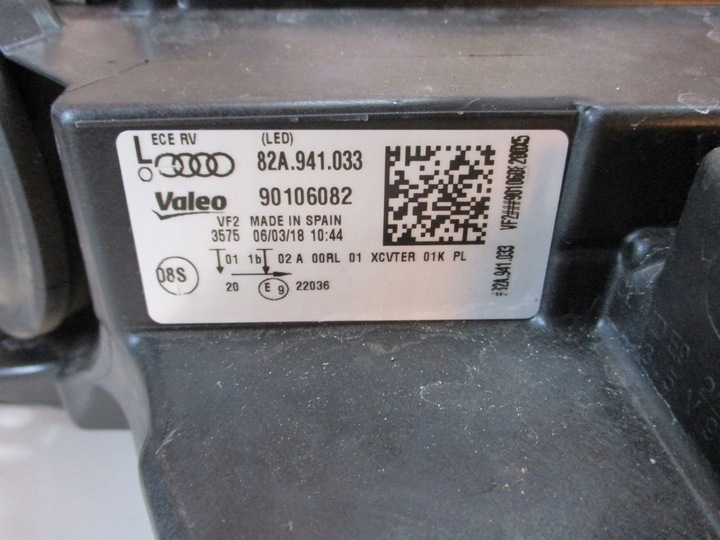 L ECE RV (LED)
82A.941.033
Valeo 90106082
VF2 MADE IN SPAIN
3575 06/03/18 10:44
01 1b 02 A 00RL 01 XCVTER 01K PL
08S
20 E 9 22036
#82A.941.033